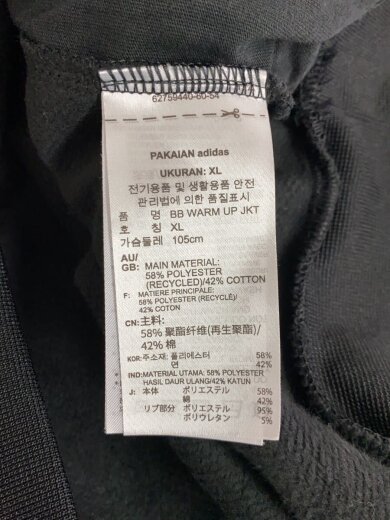 62759440-60-54
PAKAIAN adidas
UKURAN: XL
전기용품 및 생활용품 안전
관리법에 의한 품질표시
품 명 BB WARM UP JKT
호 칭 XL
가슴둘레 105cm
AU/
GB: MAIN MATERIAL:
58% POLYESTER
(RECYCLED)/42% COTTON
F: MATIERE PRINCIPALE:
58% POLYESTER (RECYCLÉ)/
42% COTON
CN: 主料:
58% 聚酯纤维(再生聚酯)/
42% 棉
KOR: 주소재: 폴리에스터 58%
면 42%
IND: MATERIAL UTAMA: 58% POLYESTER
HASIL DAUR ULANG/42% KATUN
J: 本体 ポリエステル 58%
綿 42%
リブ部分 ポリエステル 95%
ポリウレタン 5%